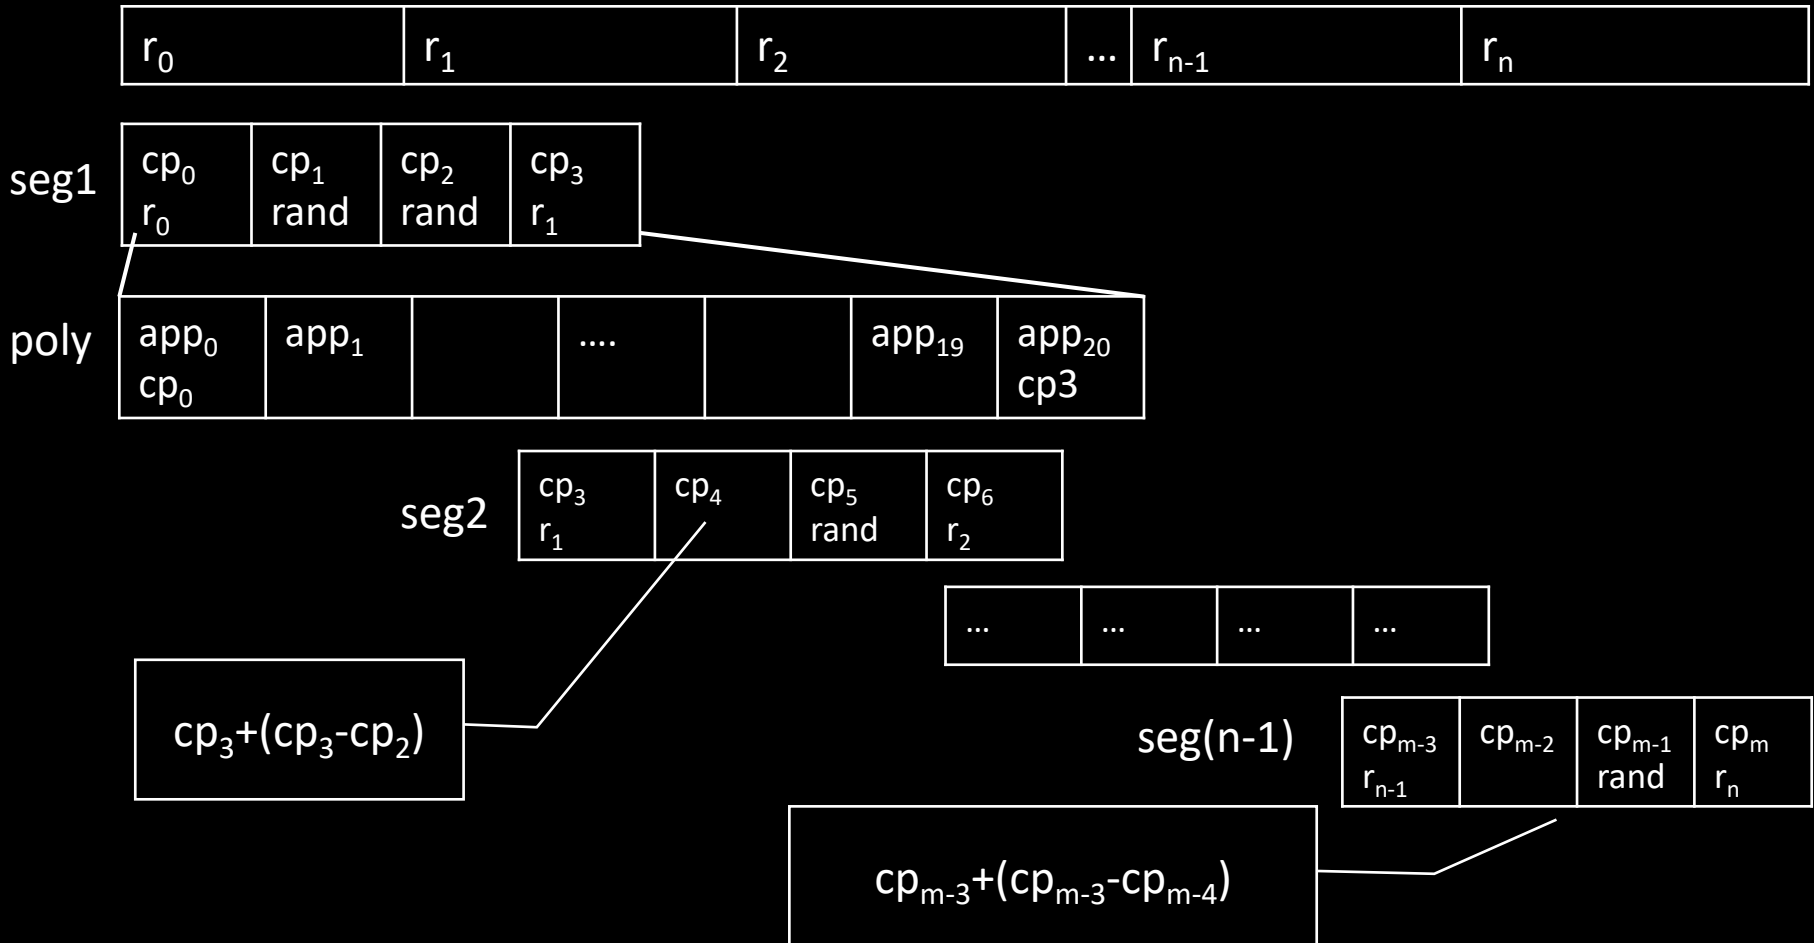 r₀ r₁ r₂ ... rₙ₋₁ rₙ
seg1
cp₀ cp₁ cp₂ cp₃
r₀ rand rand r₁
poly
app₀ app₁ .... app₁₉ app₂₀
cp₀ cp3
seg2
cp₃ cp₄ cp₅ cp₆
r₁ rand r₂
... ... ... ...
cp₃+(cp₃-cp₂)
seg(n-1)
cpₘ₋₃ cpₘ₋₂ cpₘ₋₁ cpₘ
rₙ₋₁ rand rₙ
cpₘ₋₃+(cpₘ₋₃-cpₘ₋₄)